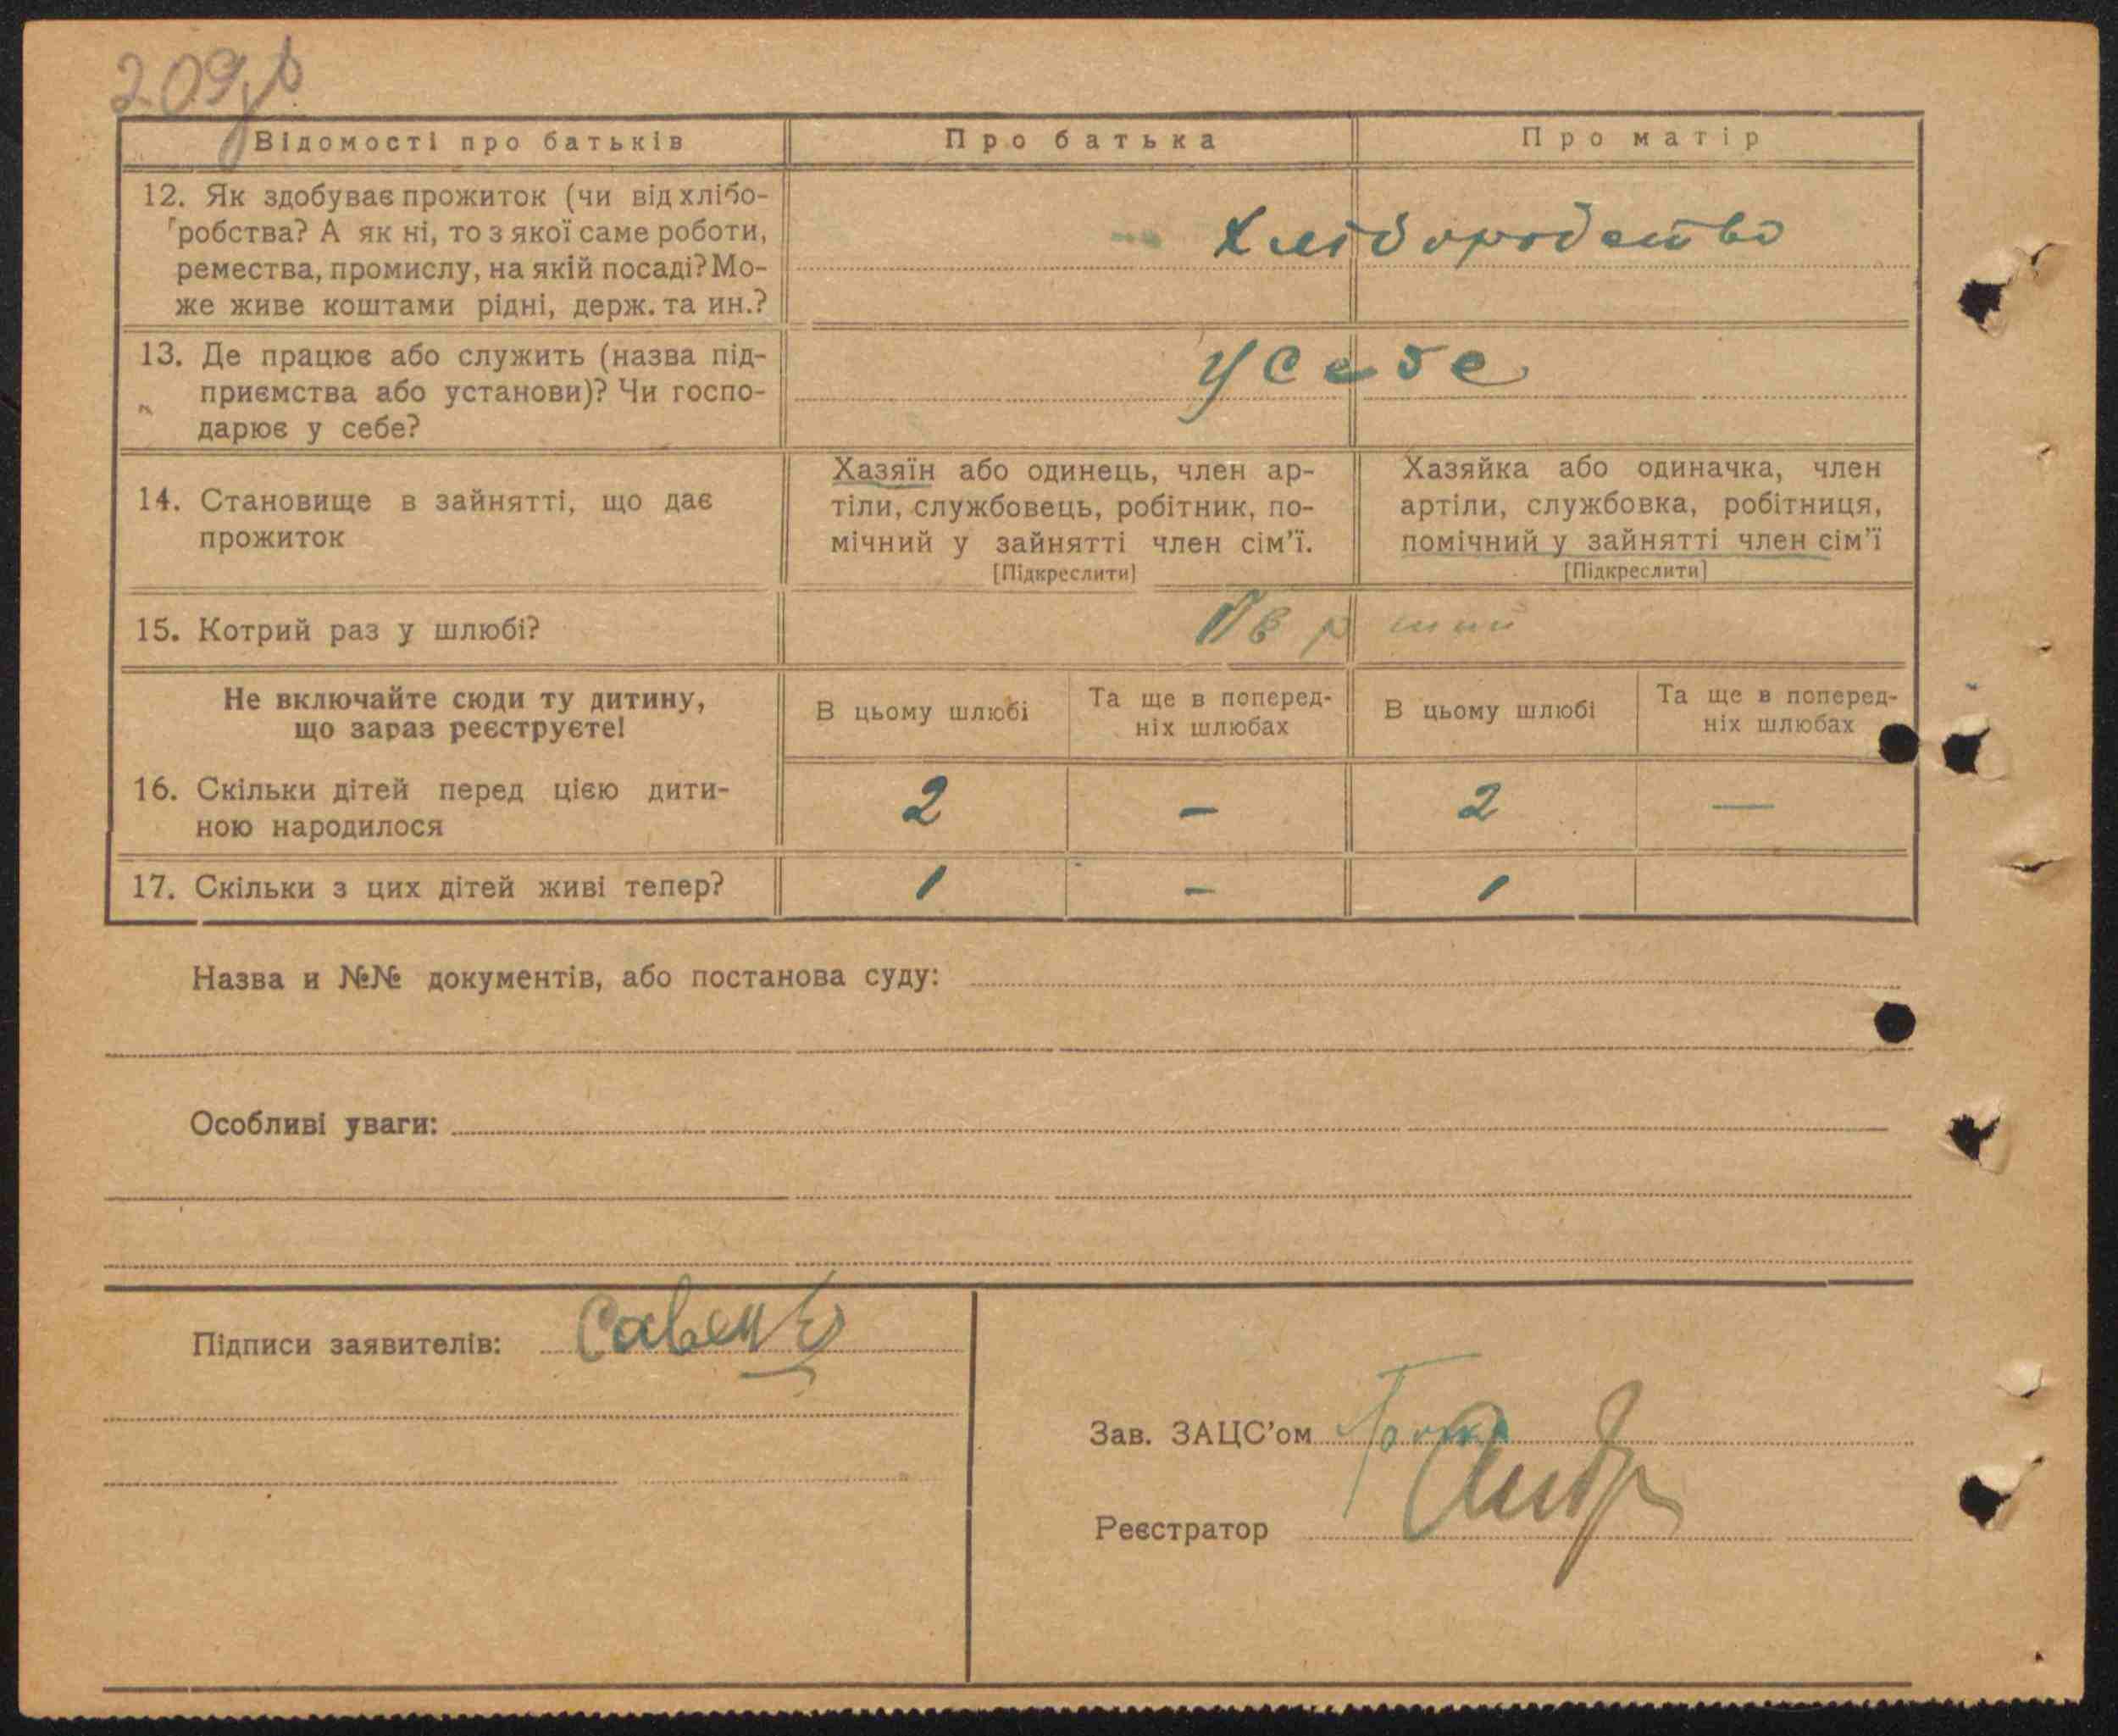 Відомості про батьків
Про батька
Про матір
12. Як здобуває прожиток (чи від хлібо-
робства? А як ні, то з якої саме роботи,
ремества, промислу, на якій посаді? Мо-
же живе коштами рідні, держ. та ин.?
Хліборобство
13. Де працює або служить (назва під-
приємства або установи)? Чи госпо-
дарює у себе?
у себе
14. Становище в зайнятті, що дає
прожиток
Хазяїн або одинець, член ар-
тіли, службовець, робітник, по-
мічний у зайнятті член сім’ї.
[Підкреслити]
Хазяйка або одиначка, член
артіли, службовка, робітниця,
помічний у зайнятті член сім’ї
[Підкреслити]
15. Котрий раз у шлюбі?
Не включайте сюди ту дитину,
що зараз реєструєте!
В цьому шлюбі
Та ще в поперед-
ніх шлюбах
В цьому шлюбі
Та ще в поперед-
ніх шлюбах
16. Скільки дітей перед цією дити-
ною народилося
2
-
2
—
17. Скільки з цих дітей живі тепер?
1
-
1
Назва и №№ документів, або постанова суду:
Особливі уваги:
Підписи заявителів:
Зав. ЗАЦС’ом
Реєстратор